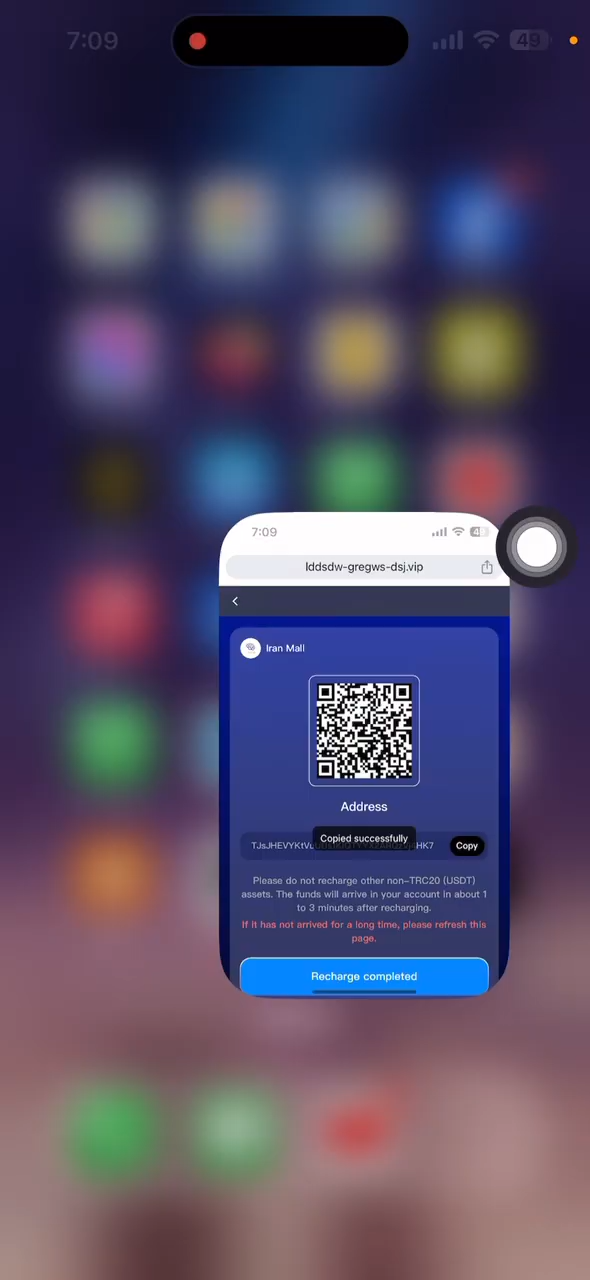 7:09
49
7:09
lddsdw-gregws-dsj.vip
Iran Mall
Address
Copied successfully
Copy
Please do not recharge other non-TRC20 (USDT)
assets. The funds will arrive in your account in about 1
to 3 minutes after recharging.
If it has not arrived for a long time, please refresh this
page.
Recharge completed